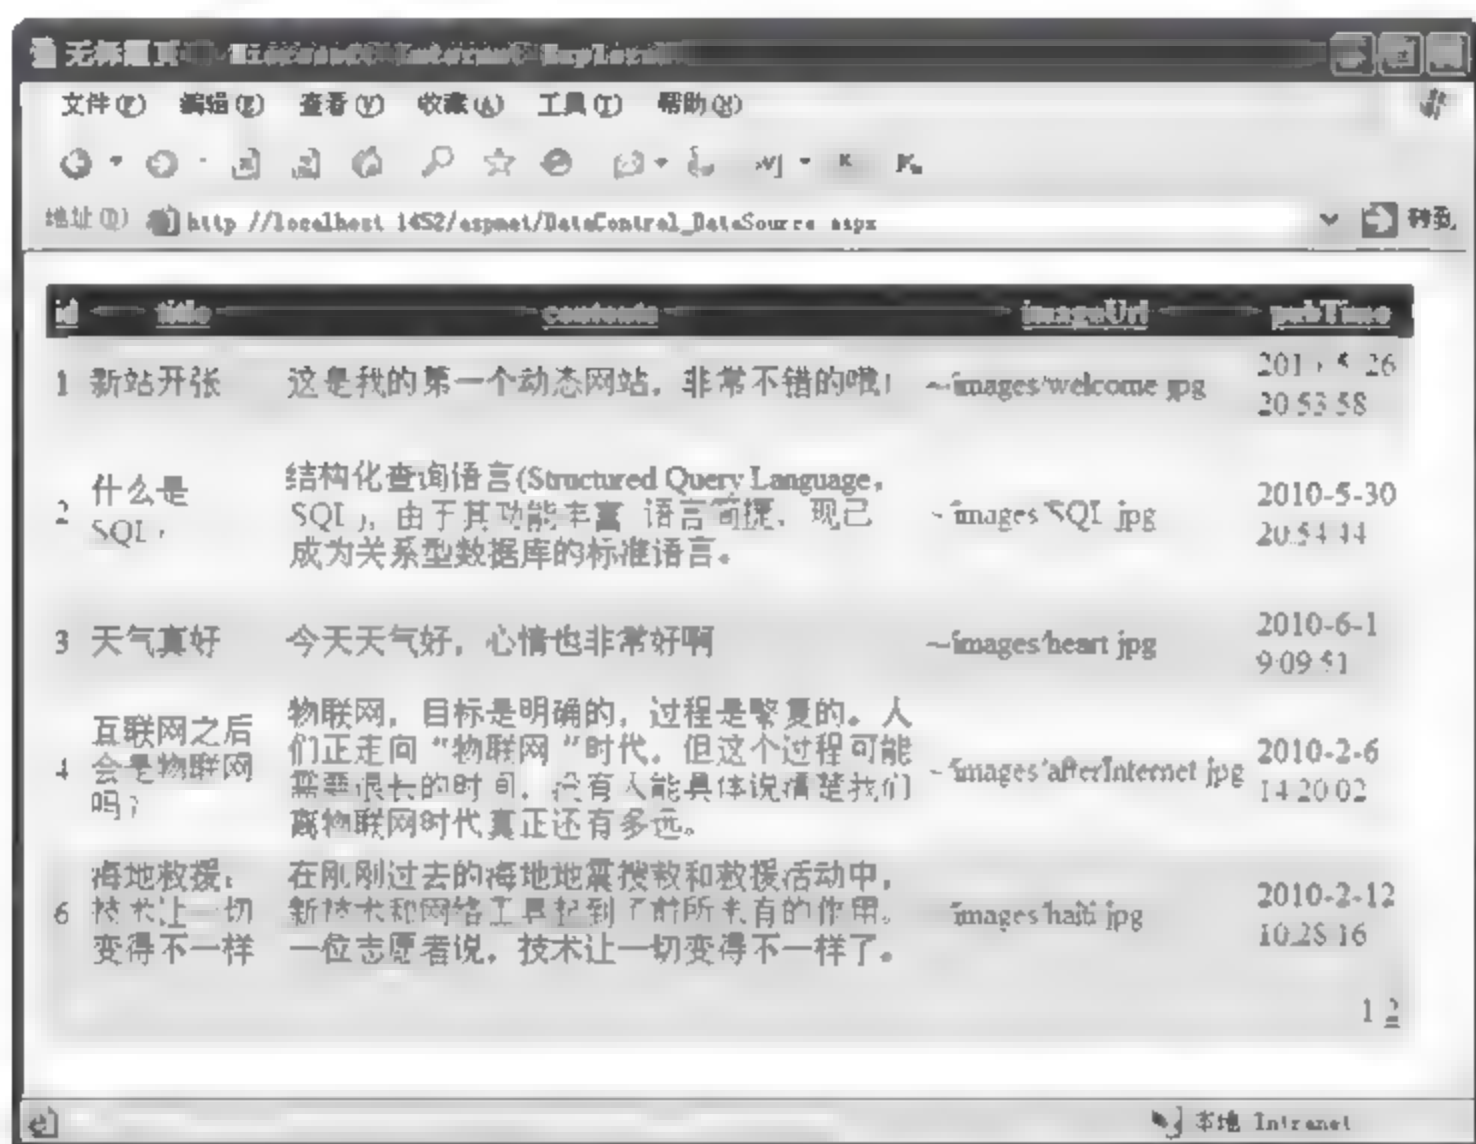 无标题页 - Microsoft Internet Explorer
文件(F) 编辑(E) 查看(V) 收藏(A) 工具(T) 帮助(H)
地址(D) http://localhost:1452/aspnet/DataControl_DataSource.aspx 转到
id title contents imageUrl pubTime
1 新站开张 这是我的第一个动态网站,非常不错的哦! ~/images/welcome.jpg
20:53:58
2 什么是 结构化查询语言(Structured Query Language, ~/images/SQL.jpg 2010-5-30
SQL? SQL),由于其功能丰富、语言简捷,现已 20:54:44
成为关系型数据库的标准语言。
3 天气真好 今天天气好,心情也非常好啊 ~/images/heart.jpg 2010-6-1
9:09:51
4 互联网之后 物联网,目标是明确的,过程是繁复的。人 ~/images/afterInternet.jpg 2010-2-6
会是物联网 们正走向“物联网”时代,但这个过程可能 14:20:02
吗? 需要很长的时间,没有人能具体说清楚我们
离物联网时代真正还有多远。
6 海地救援: 在刚刚过去的海地地震搜救和救援活动中, ~/images/haiti.jpg 2010-2-12
技术让一切 新技术和网络工具起到了前所未有的作用。 10:28:16
变得不一样 一位志愿者说,技术让一切变得不一样了。
1 2
本地 Intranet